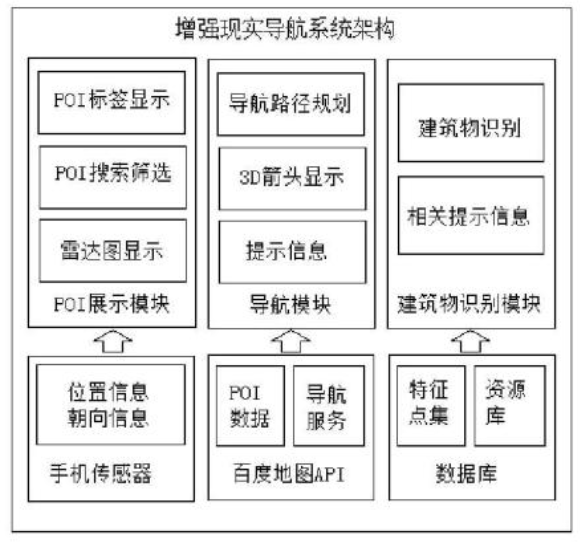 增强现实导航系统架构
POI标签显示
POI搜索筛选
雷达图显示
POI展示模块
导航路径规划
3D箭头显示
提示信息
导航模块
建筑物识别
相关提示信息
建筑物识别模块
位置信息
朝向信息
手机传感器
POI
数据
导航
服务
百度地图API
特征
点集
资源
库
数据库